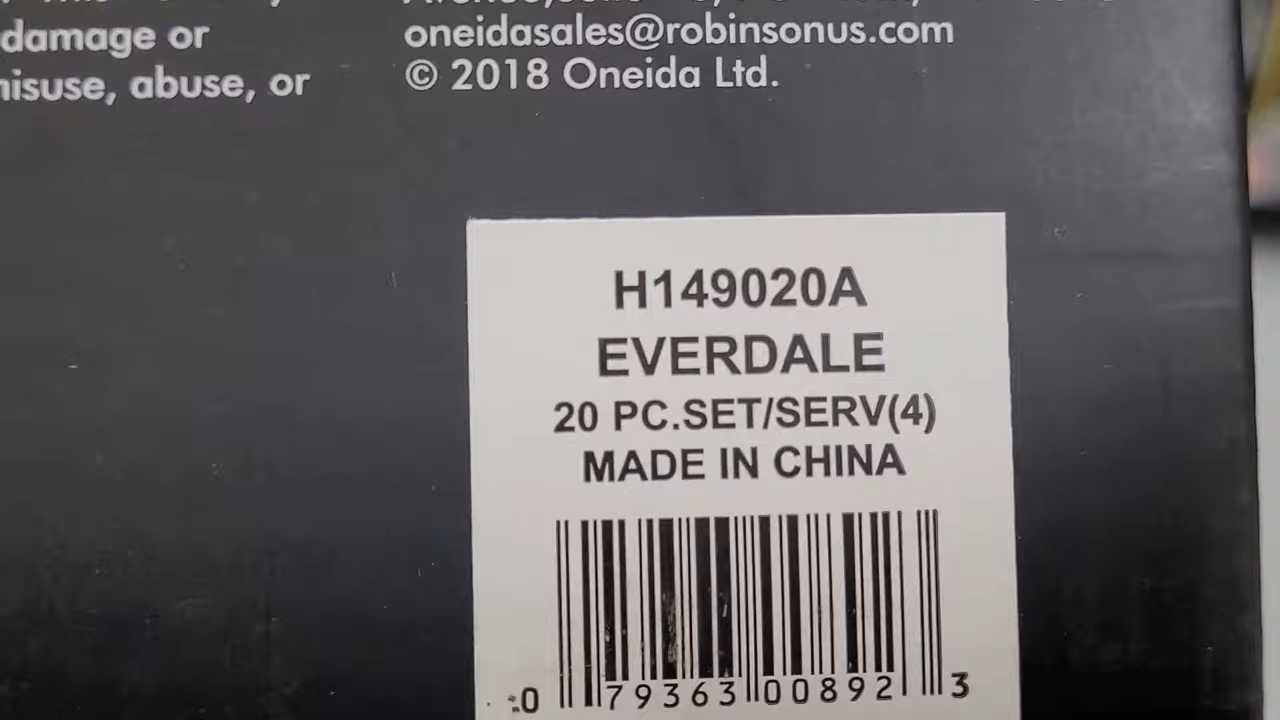 damage or
misuse, abuse, or
oneidasales@robinsonus.com
© 2018 Oneida Ltd.
H149020A
EVERDALE
20 PC.SET/SERV(4)
MADE IN CHINA
0 79363 00892 3